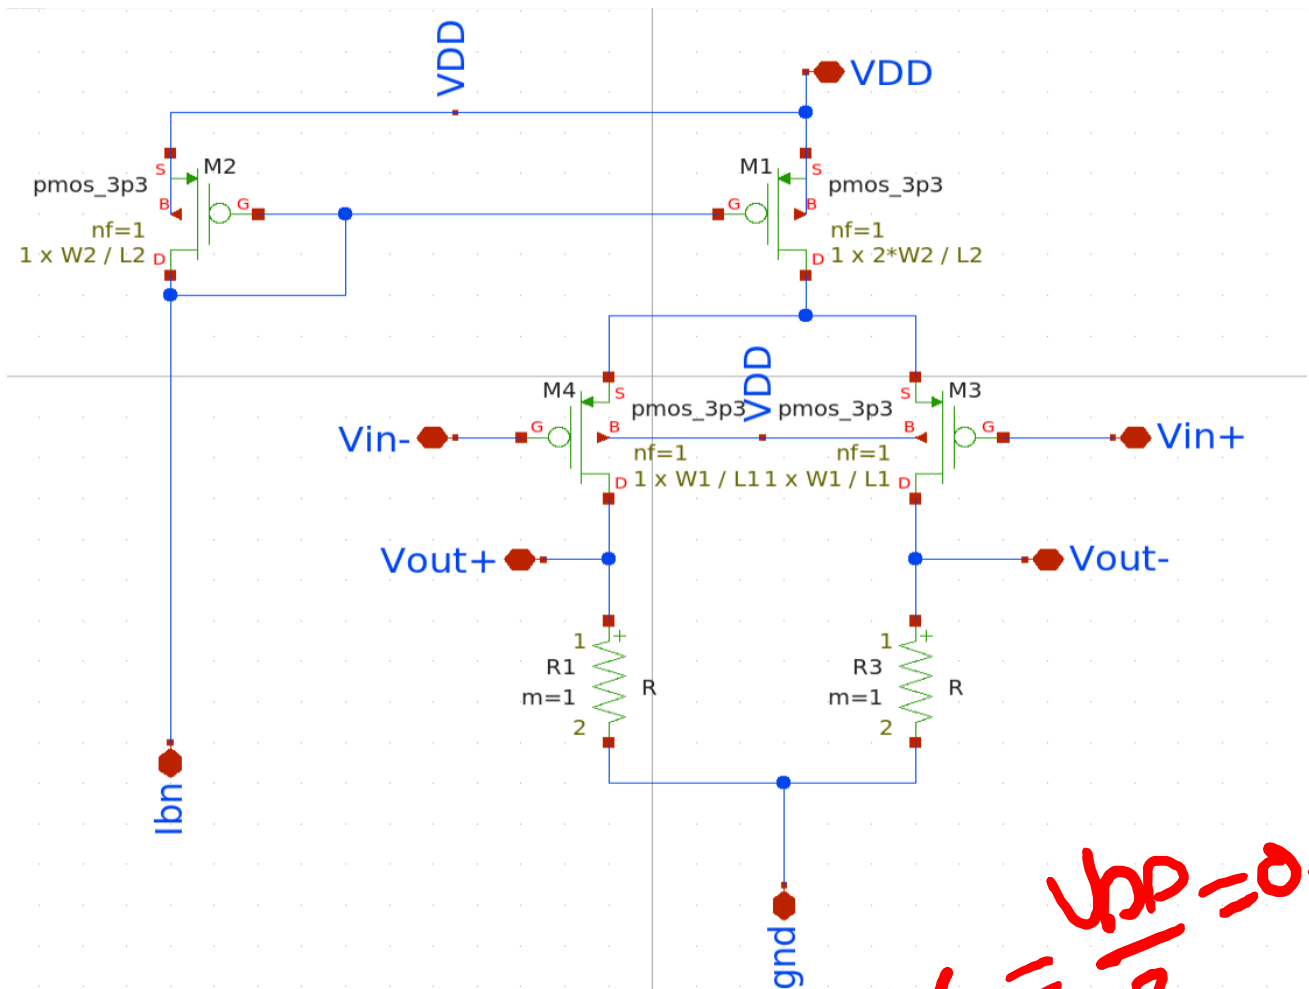 VDD
VDD
S
M2
pmos_3p3
B
G
nf=1
1 x W2 / L2
D
M1
S
pmos_3p3
G
B
nf=1
D
1 x 2*W2 / L2
M4
S
pmos_3p3
VDD
pmos_3p3
S
M3
Vin-
G
B
B
G
Vin+
nf=1
nf=1
D
1 x W1 / L1
1 x W1 / L1
D
Vout+
Vout-
1
+
R1
R
m=1
2
1
+
R3
R
m=1
2
Ibn
gnd
VDD = 0.